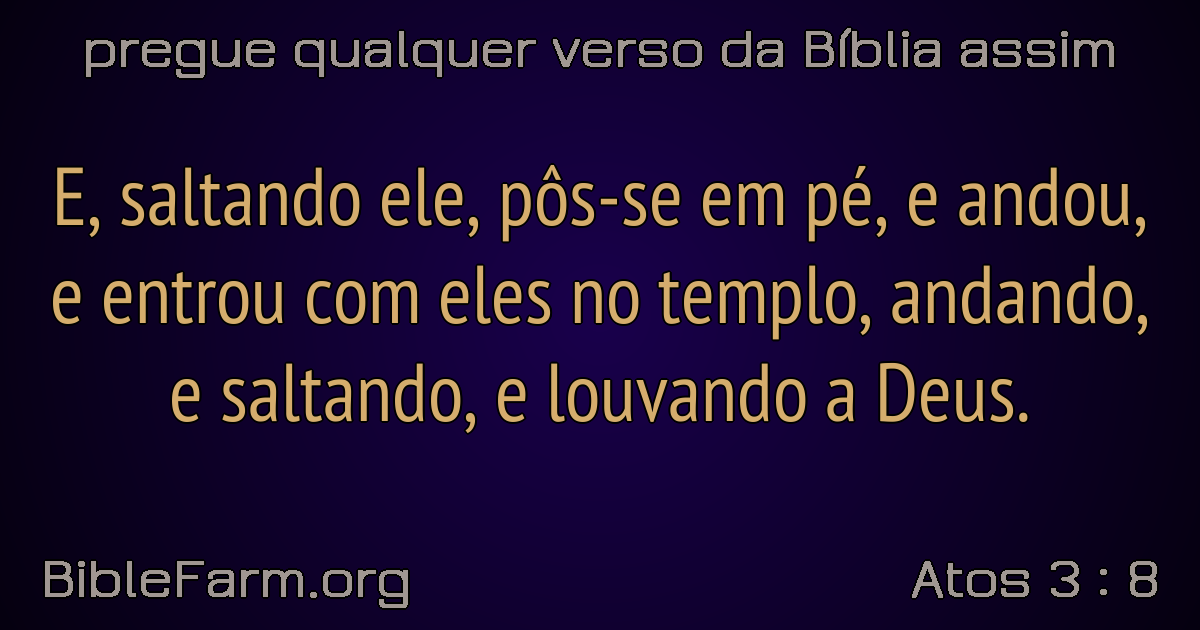 pregue qualquer verso da Bíblia assim
E, saltando ele, pôs-se em pé, e andou,
e entrou com eles no templo, andando,
e saltando, e louvando a Deus.
BibleFarm.org
Atos 3 : 8